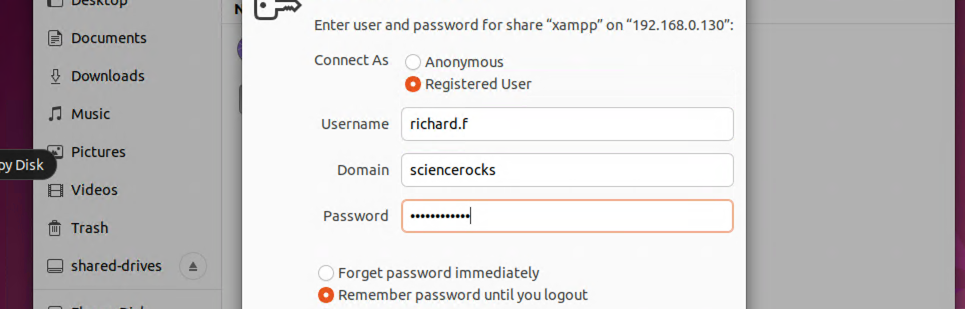 Desktop
Documents
Downloads
Music
Pictures
Videos
Trash
shared-drives
Disk
N
Enter user and password for share “xampp” on “192.168.0.130”:
Connect As
Anonymous
Registered User
Username
richard.f
Domain
sciencerocks
Password
••••••••••••
Forget password immediately
Remember password until you logout